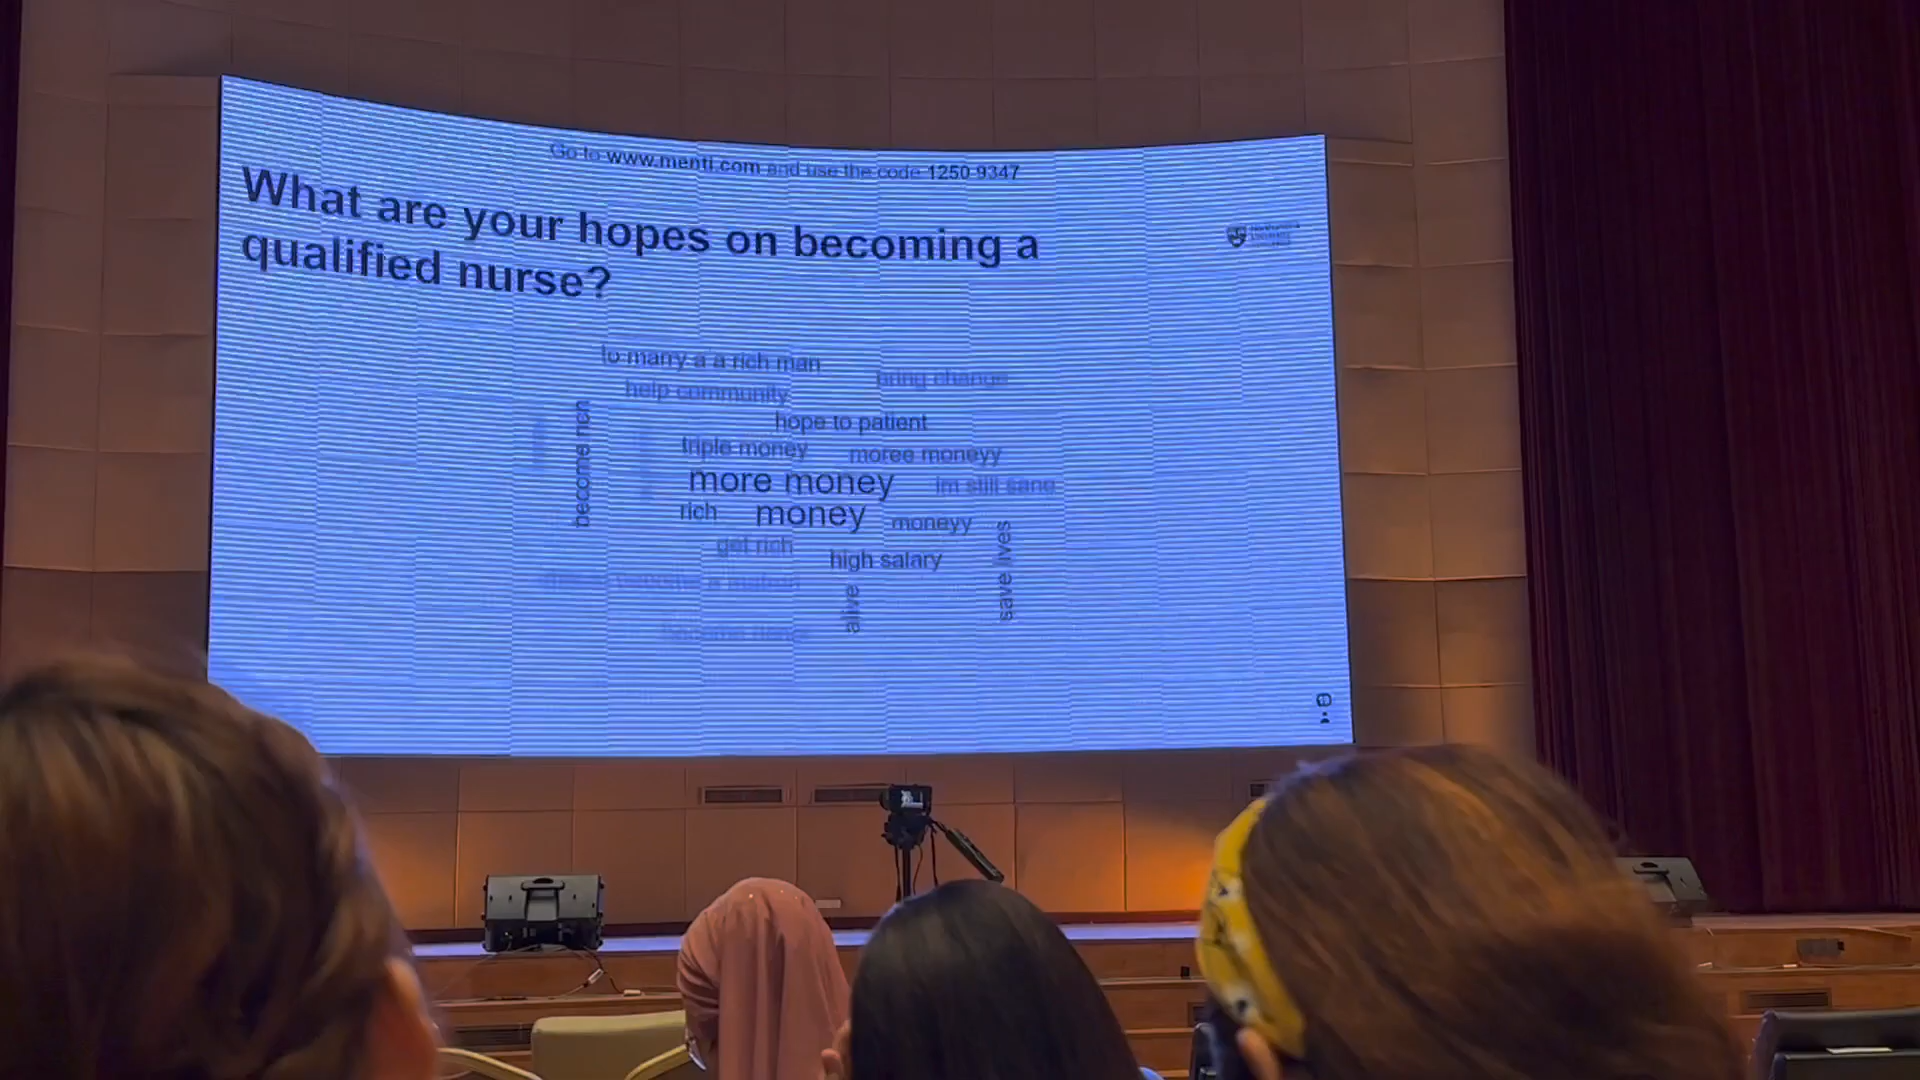 Go to www.menti.com and use the code 1250 9347
What are your hopes on becoming a
qualified nurse?
to marry a a rich man
bring change
help community
become rich
hope to patient
triple money
moree moneyy
more money
im still sane
rich
money
moneyy
get rich
high salary
save lives
alive